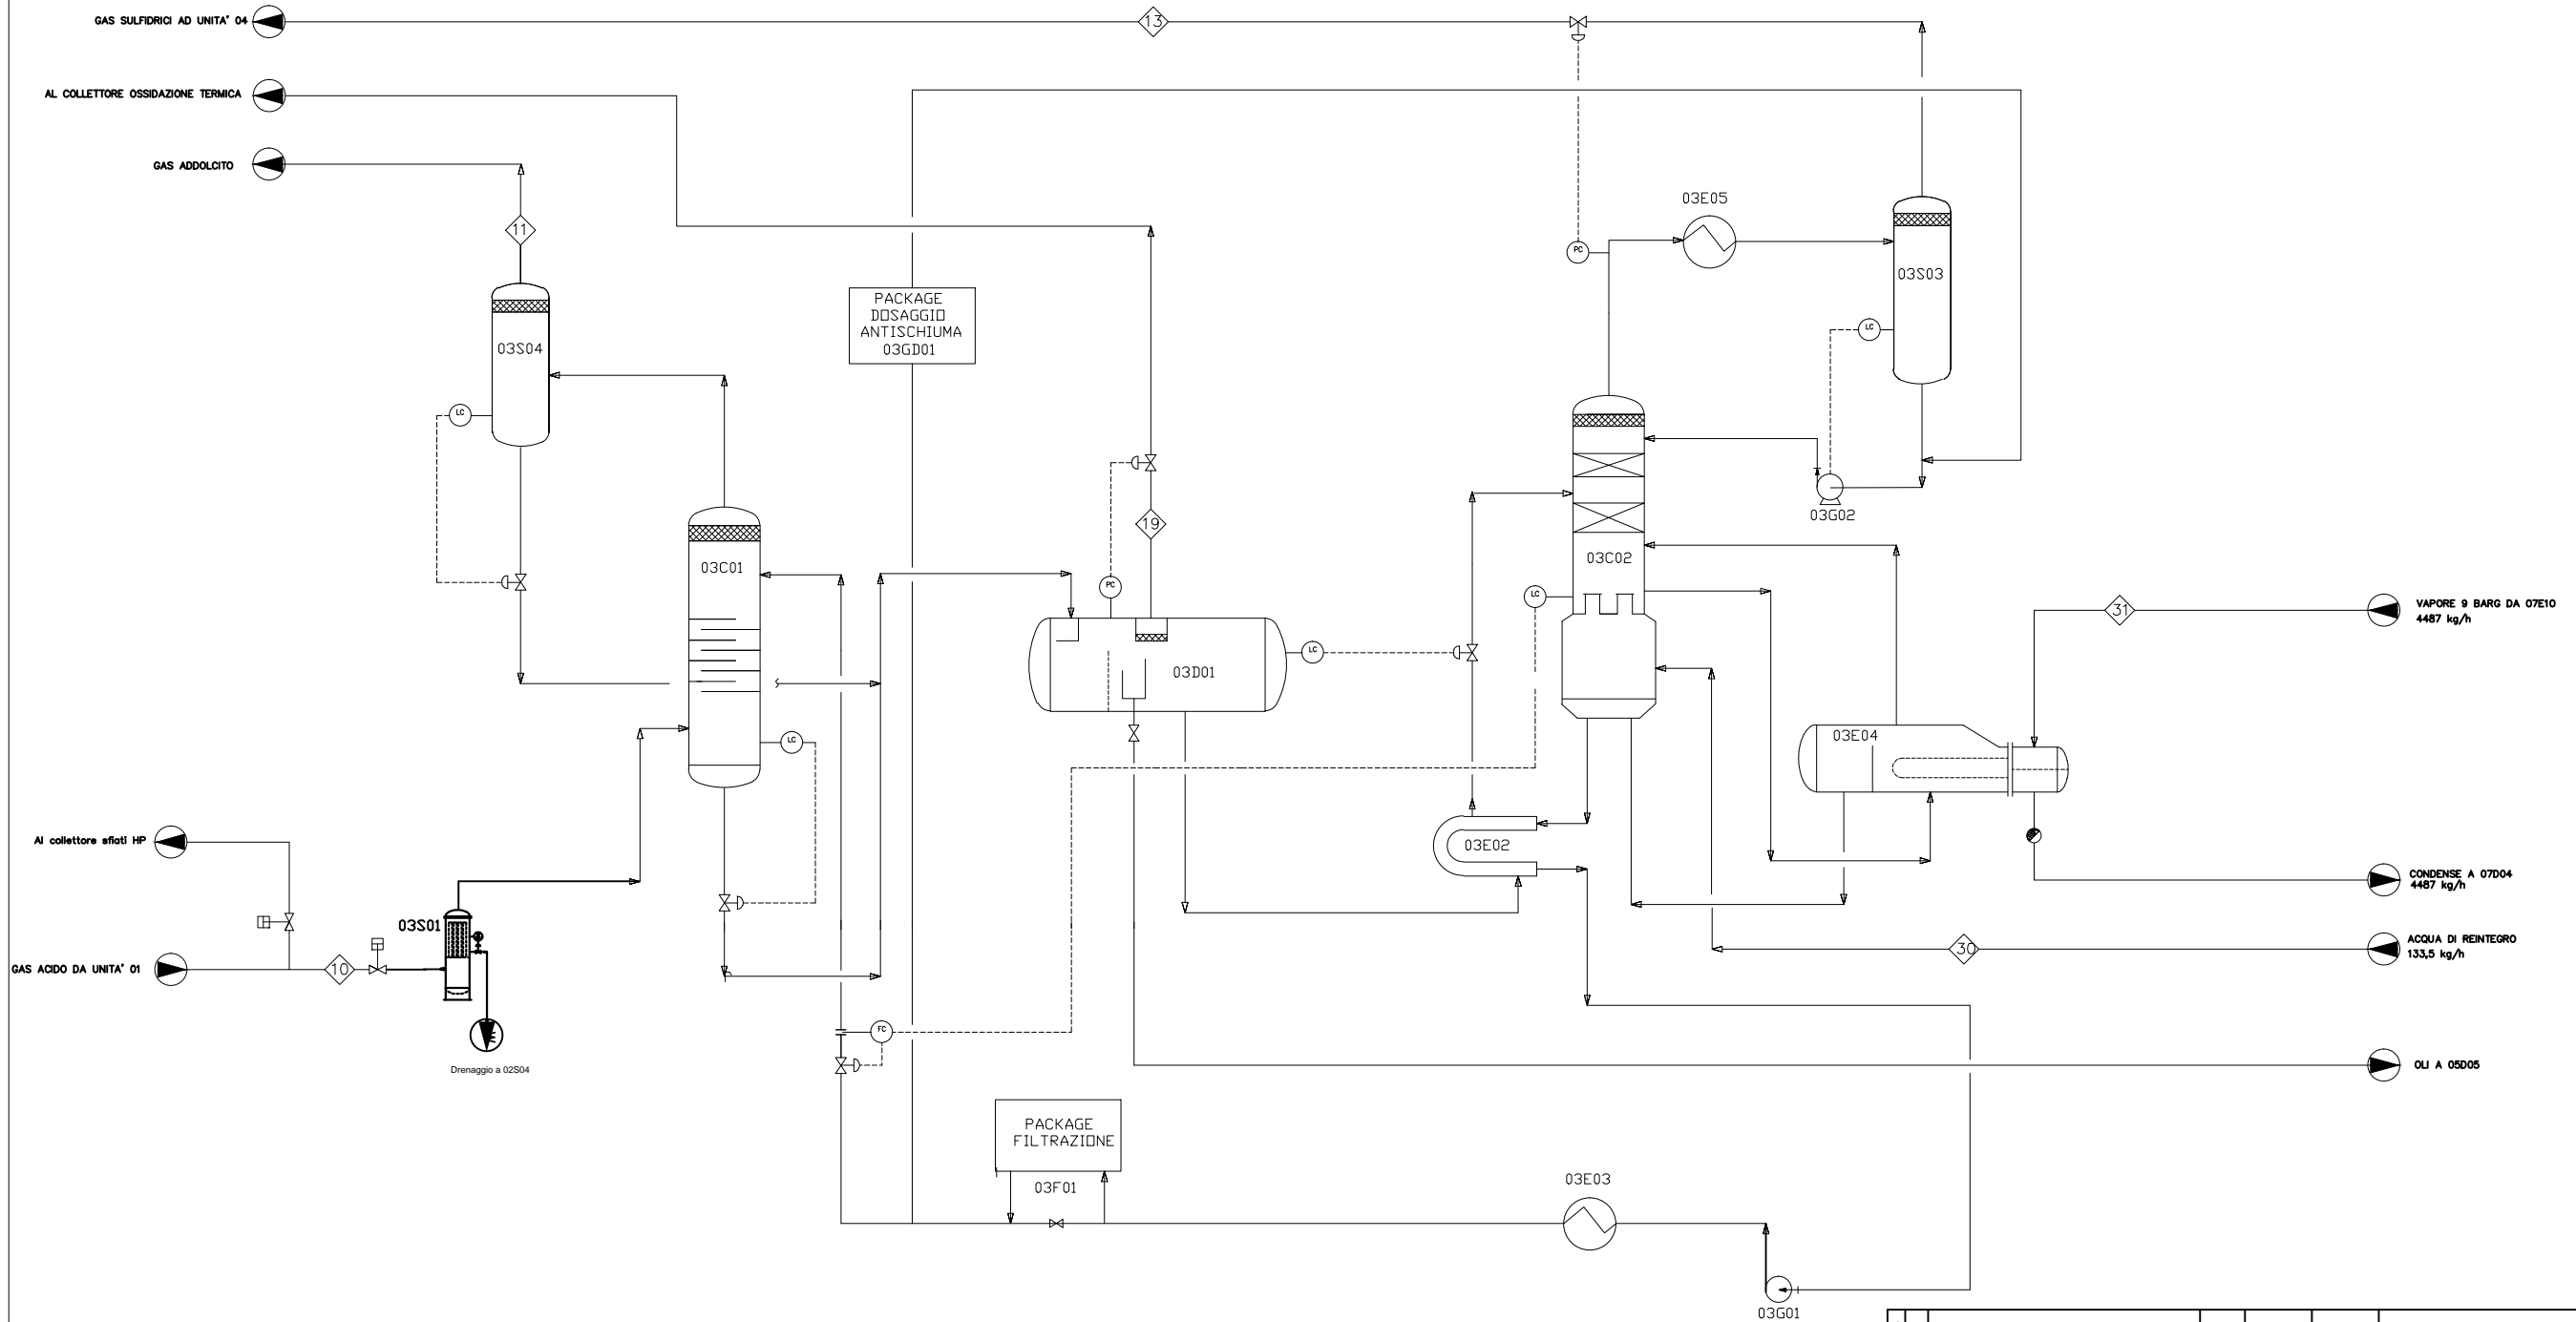 GAS SULFIDRICI AD UNITA' 04
13
AL COLLETTORE OSSIDAZIONE TERMICA
GAS ADDOLCITO
11
03E05
PC
03S03
LC
PACKAGE
DOSAGGIO
ANTISCHIUMA
03GD01
03S04
LC
03G02
19
03C01
03C02
PC
LC
LC
03D01
VAPORE 9 BARG DA 07E10
4487 kg/h
31
LC
03E04
Al collettore sfiati HP
03E02
CONDENSE A 07D04
4487 kg/h
03S01
GAS ACIDO DA UNITA' 01
10
30
ACQUA DI REINTEGRO
133,5 kg/h
FC
Drenaggio a 02S04
OLI A 05D05
PACKAGE
FILTRAZIONE
03F01
03E03
03G01